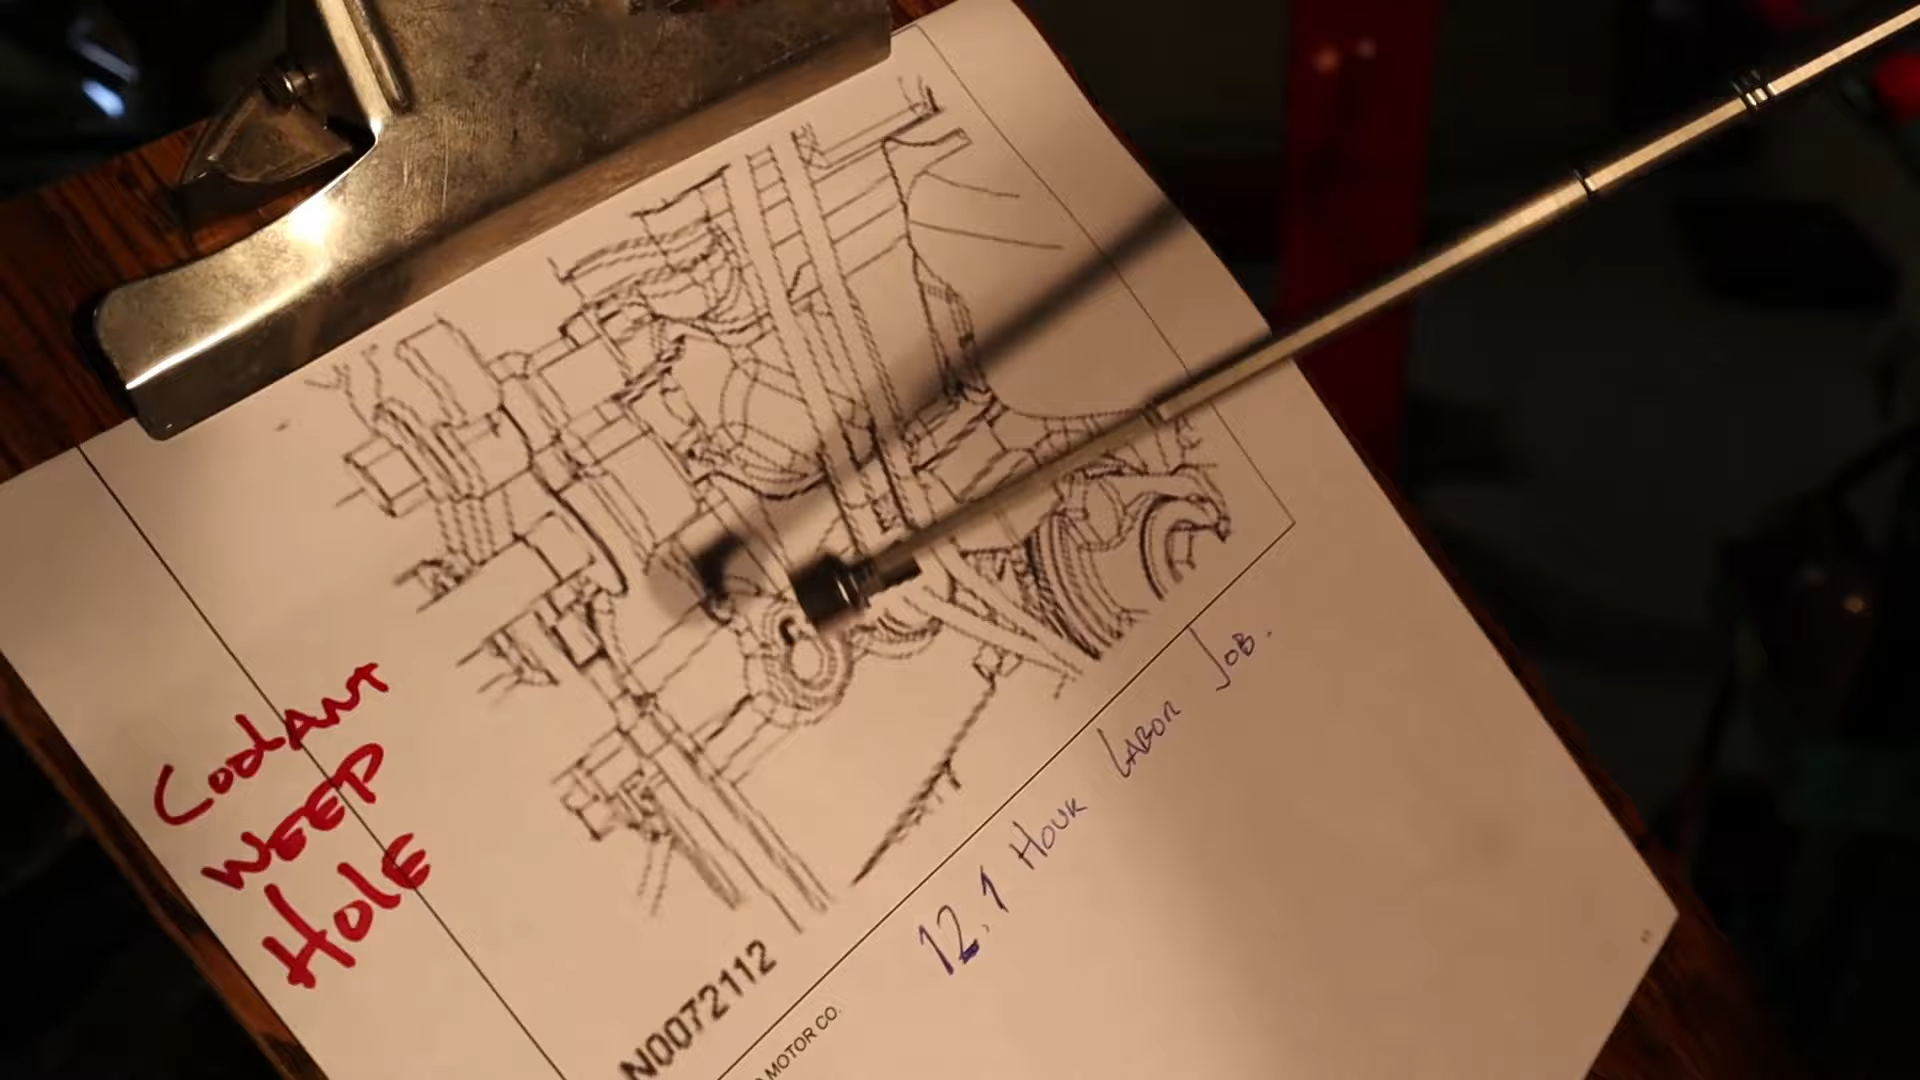 CoolANT
WEEP
HolE
12.1 HOUR LABOR JOB.
N0072112
MOTOR CO.